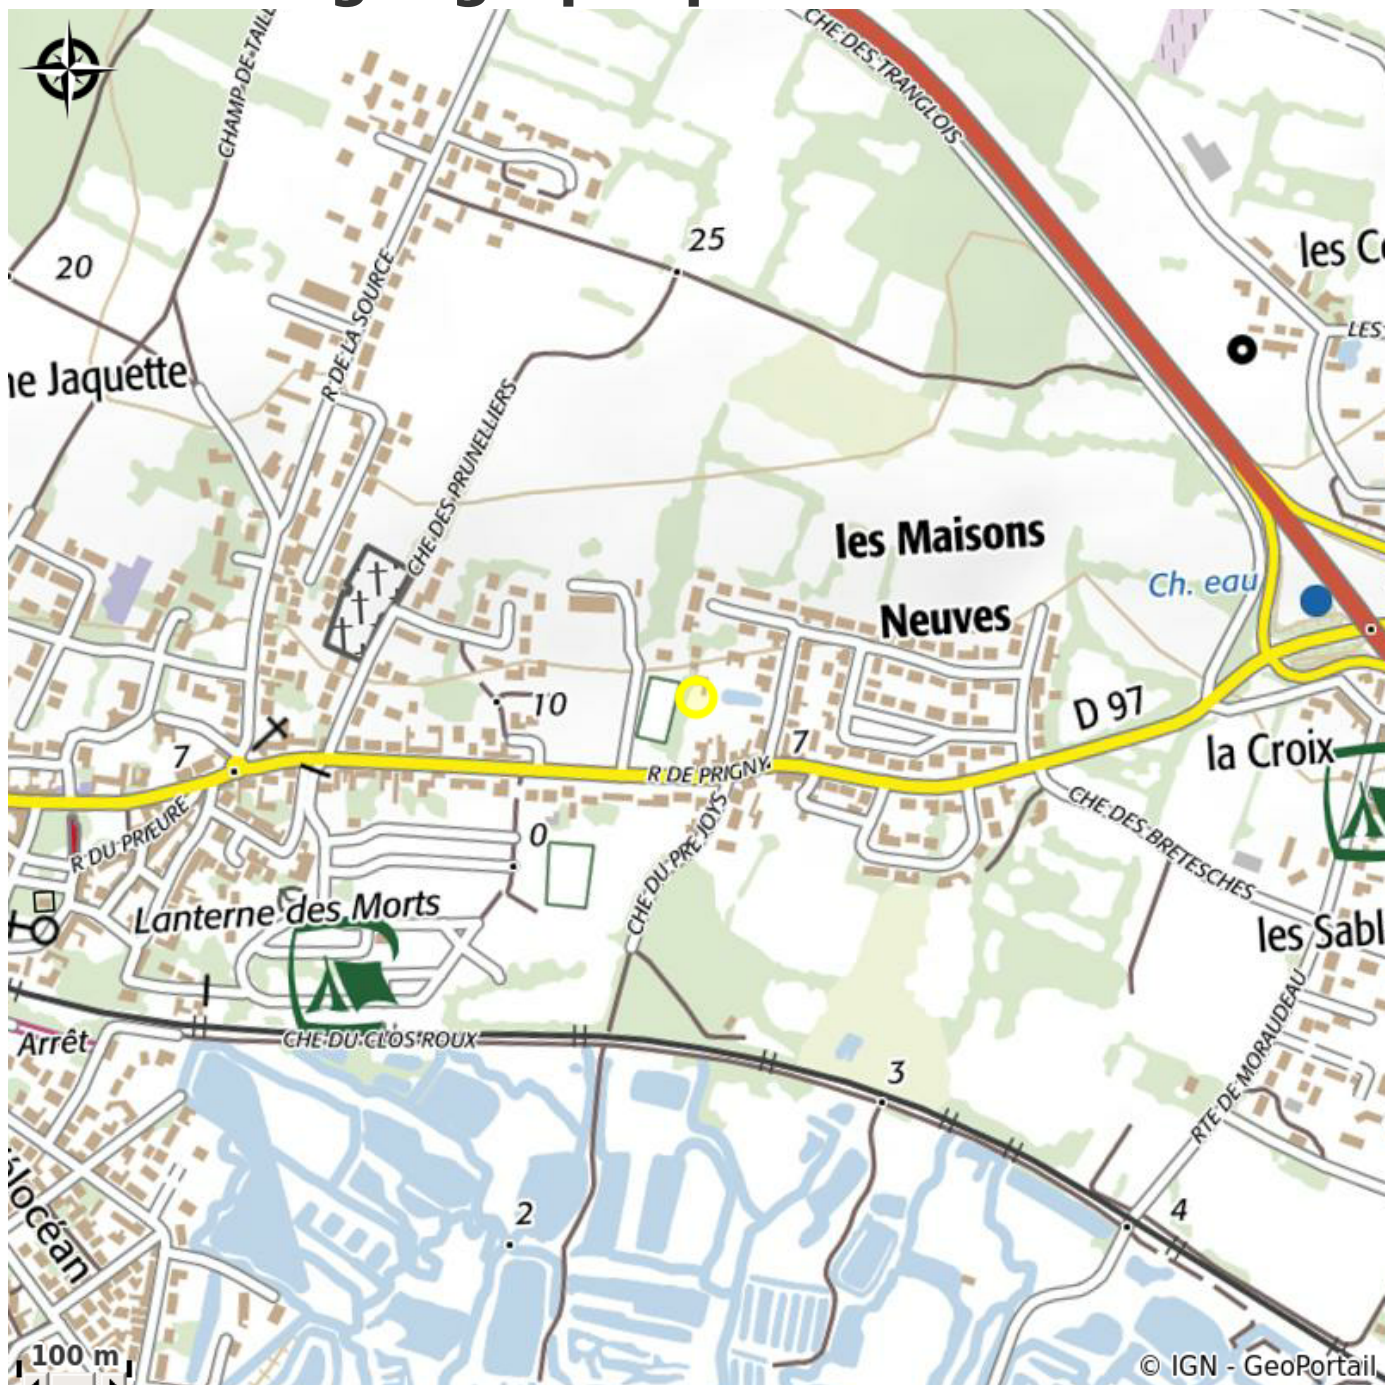 CHE DES TRANGLOIS
CHAMP DE TAILL
25
les Co
20
R DE LA SOURCE
LES
ne Jaquette
CHE DES PRUNELLIERS
les Maisons
Neuves
Ch. eau
10
D 97
7
7
la Croix
R DE PRIGNY
R DU PRIEURE
0
CHE DU PRE JOYS
CHE DES BRETESCHES
Lanterne des Morts
les Sabl
Arrêt
CHE DU CLOS ROUX
RTE DE MORAUDEAU
3
2
4
locéan
100 m
© IGN - GeoPortail